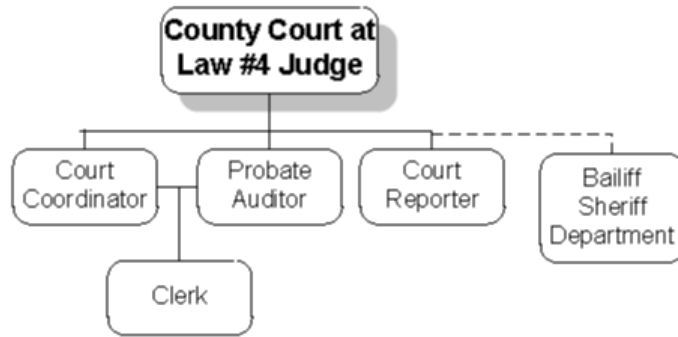 County Court at
Law #4 Judge
Court
Coordinator
Probate
Auditor
Court
Reporter
Bailiff
Sheriff
Department
Clerk